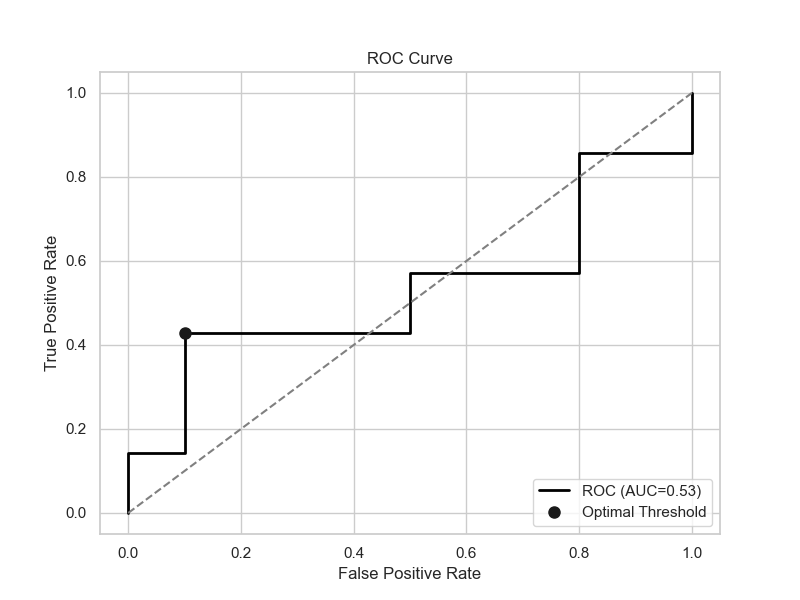 ROC Curve
True Positive Rate
1.0
0.8
0.6
0.4
0.2
0.0
0.0 0.2 0.4 0.6 0.8 1.0
False Positive Rate
ROC (AUC=0.53)
Optimal Threshold